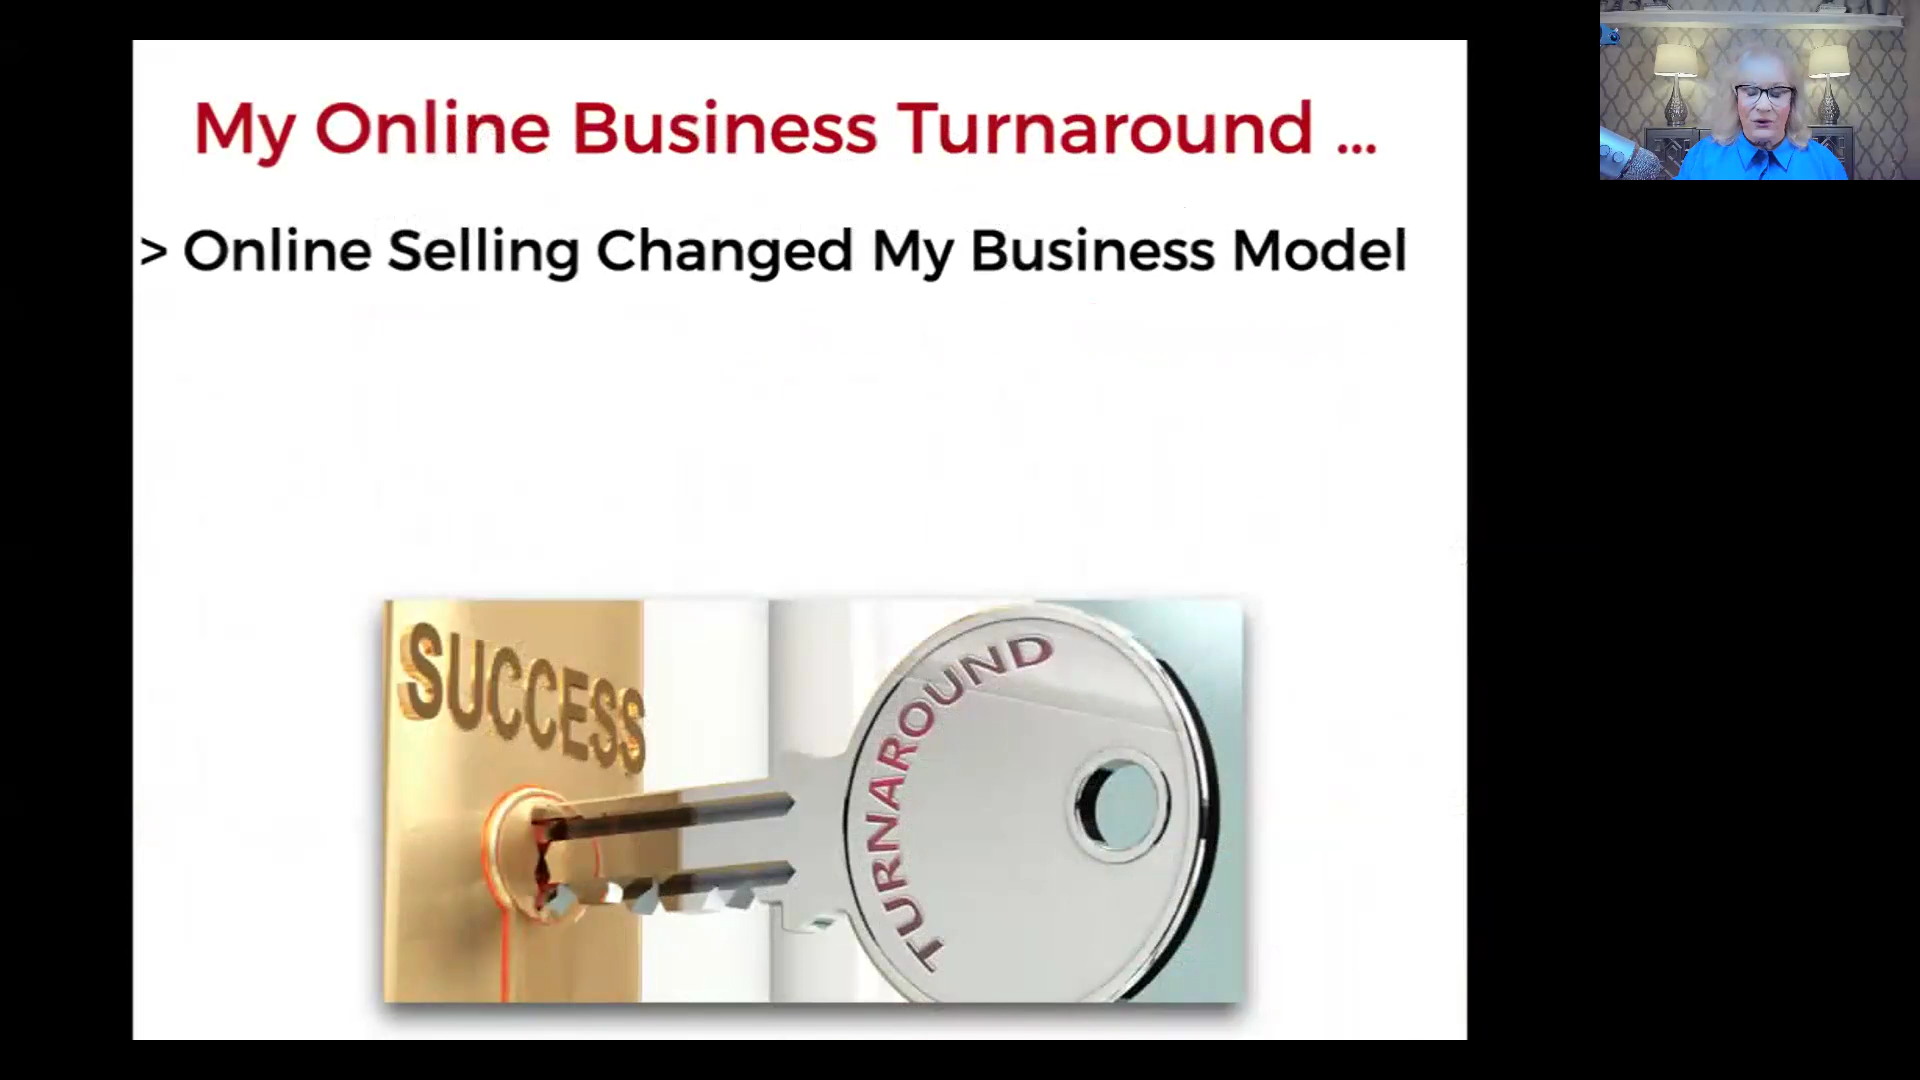 My Online Business Turnaround ...
> Online Selling Changed My Business Model
SUCCESS
TURNAROUND